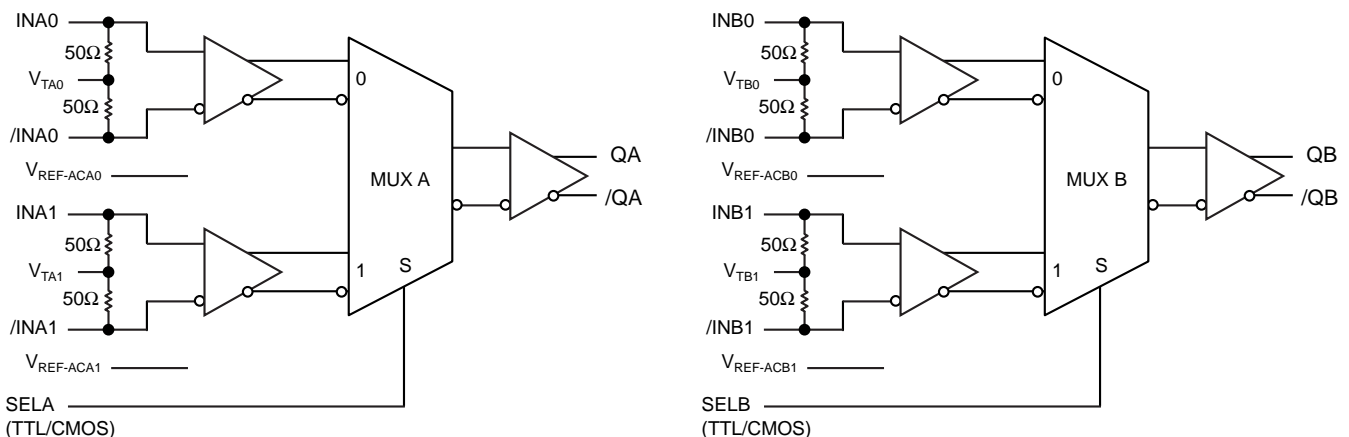 INA0
50Ω
VTA0
50Ω
/INA0
VREF-ACA0
INA1
50Ω
VTA1
50Ω
/INA1
VREF-ACA1
SELA
(TTL/CMOS)
0
MUX A
1
S
QA
/QA
INB0
50Ω
VTB0
50Ω
/INB0
VREF-ACB0
INB1
50Ω
VTB1
50Ω
/INB1
VREF-ACB1
SELB
(TTL/CMOS)
0
MUX B
1
S
QB
/QB